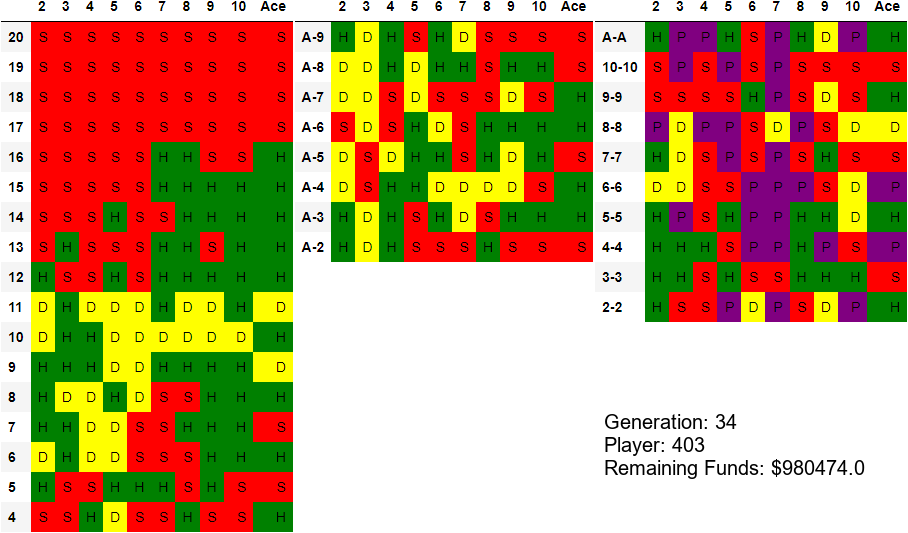 2 3 4 5 6 7 8 9 10 Ace
20 S S S S S S S S S S
19 S S S S S S S S S S
18 S S S S S S S S S S
17 S S S S S S S S S S
16 S S S S S H H S S H
15 S S S S S H H H H H
14 S S S H S S H H H H
13 S H S S S H H S H H
12 H S S H S H H H H H
11 D H D D D H D D H D
10 D H H D D D D D D H
9 H H H D D H H H H D
8 H D D H D S S H H H
7 H H D D S S H H H S
6 D H D D S S S H H H
5 H S S H H H S H S S
4 S S H D S S H S S H
2 3 4 5 6 7 8 9 10 Ace
A-9 H D H S H D S S S S
A-8 D D H D H H S H H S
A-7 D D S D S S S D S H
A-6 S D S H D S H H H H
A-5 D S D H H S H D H S
A-4 D S H H D D D D S H
A-3 H D H S H D S H H H
A-2 H D H S S S H S S S
2 3 4 5 6 7 8 9 10 Ace
A-A H P P H S P H D P H
10-10 S P S P S P S S S S
9-9 S S S S H P S D S H
8-8 P D P P S D P S D D
7-7 H D S P S P S H S S
6-6 D D S S P P P S D P
5-5 H P S H P P H H D H
4-4 H H H S P P H P S P
3-3 H H S H S S H H H S
2-2 H S S P D P S D P H
Generation: 34
Player: 403
Remaining Funds: $980474.0